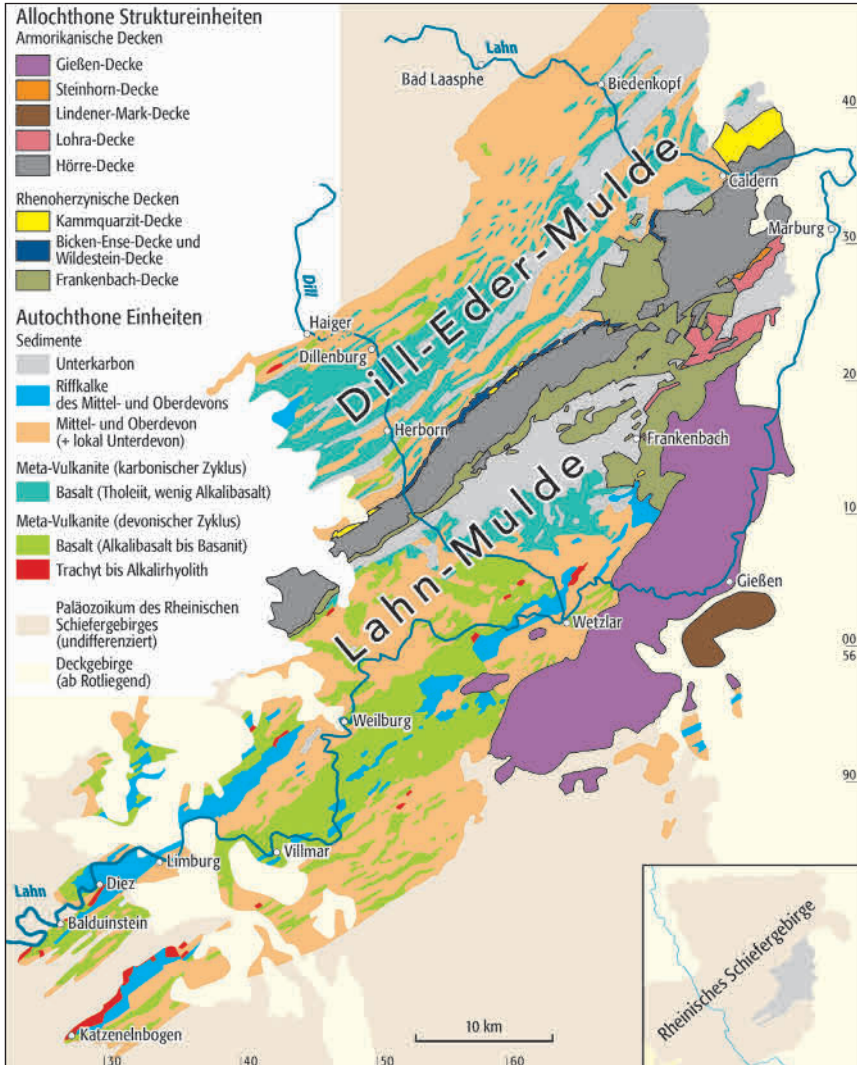 Allochthone Struktureinheiten
Armorikanische Decken
Gießen-Decke
Steinhorn-Decke
Lindener-Mark-Decke
Lohra-Decke
Hörre-Decke
Rhenoherzynische Decken
Kammquarzit-Decke
Bicken-Ense-Decke und
Wildestein-Decke
Frankenbach-Decke
Autochthone Einheiten
Sedimente
Unterkarbon
Riffkalke
des Mittel- und Oberdevons
Mittel- und Oberdevon
(+ lokal Unterdevon)
Meta-Vulkanite (karbonischer Zyklus)
Basalt (Tholeiit, wenig Alkalibasalt)
Meta-Vulkanite (devonischer Zyklus)
Basalt (Alkalibasalt bis Basanit)
Trachyt bis Alkalirhyolith
Paläozoikum des Rheinischen
Schiefergebirges
(undifferenziert)
Deckgebirge
(ab Rotliegend)
Lahn
Bad Laasphe
Biedenkopf
Caldern
Marburg
Dill
Haiger
Dillenburg
Herborn
Dill-Eder-Mulde
Frankenbach
Lahn-Mulde
Gießen
Wetzlar
Weilburg
Villmar
Limburg
Diez
Lahn
Balduinstein
Katzenelnbogen
10 km
Rheinisches Schiefergebirge
40
30
20
10
00
56
90
30
40
50
60